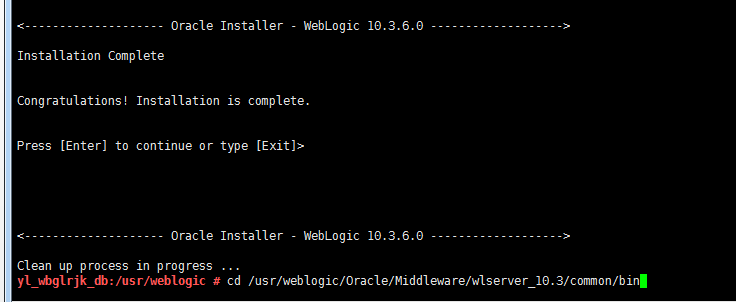 <-------------------- Oracle Installer - WebLogic 10.3.6.0 ------------------->
Installation Complete
Congratulations! Installation is complete.
Press [Enter] to continue or type [Exit]>
<-------------------- Oracle Installer - WebLogic 10.3.6.0 ------------------->
Clean up process in progress ...
yl_wbglrjk_db:/usr/weblogic # cd /usr/weblogic/Oracle/Middleware/wlserver_10.3/common/bin